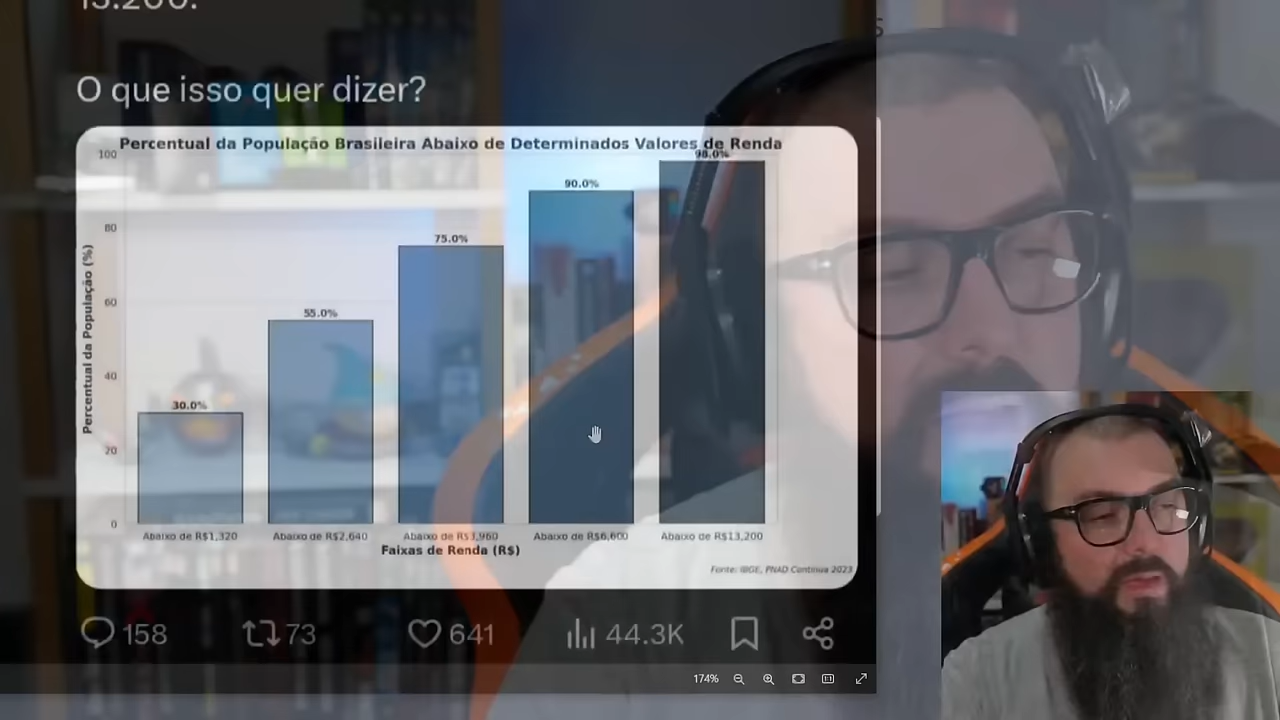 O que isso quer dizer?
Percentual da População Brasileira Abaixo de Determinados Valores de Renda
Percentual da População (%)
100
80
60
40
20
0
30.0%
55.0%
75.0%
90.0%
98.0%
Abaixo de R$1,320
Abaixo de R$2,640
Abaixo de R$3,960
Abaixo de R$6,600
Abaixo de R$13,200
Faixas de Renda (R$)
Fonte: IBGE, PNAD Contínua 2023
158
73
641
44.3K
174%